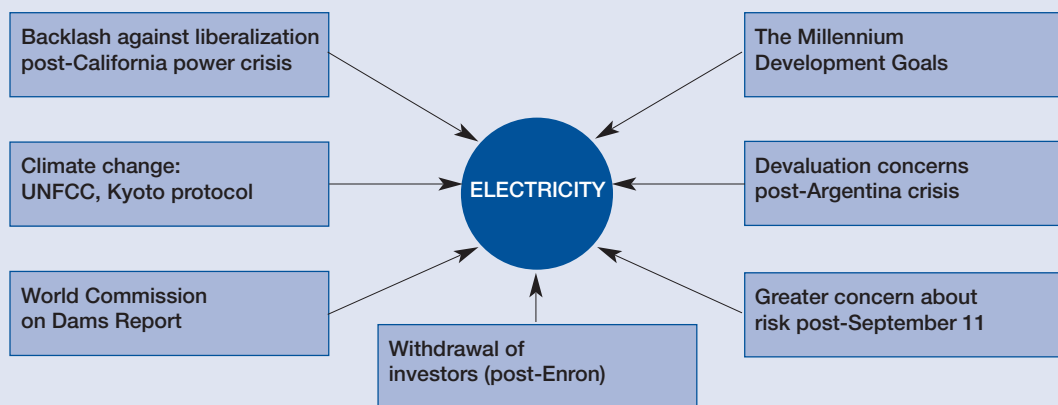 Backlash against liberalization
post-California power crisis
The Millennium
Development Goals
Climate change:
UNFCC, Kyoto protocol
ELECTRICITY
Devaluation concerns
post-Argentina crisis
World Commission
on Dams Report
Withdrawal of
investors (post-Enron)
Greater concern about
risk post-September 11